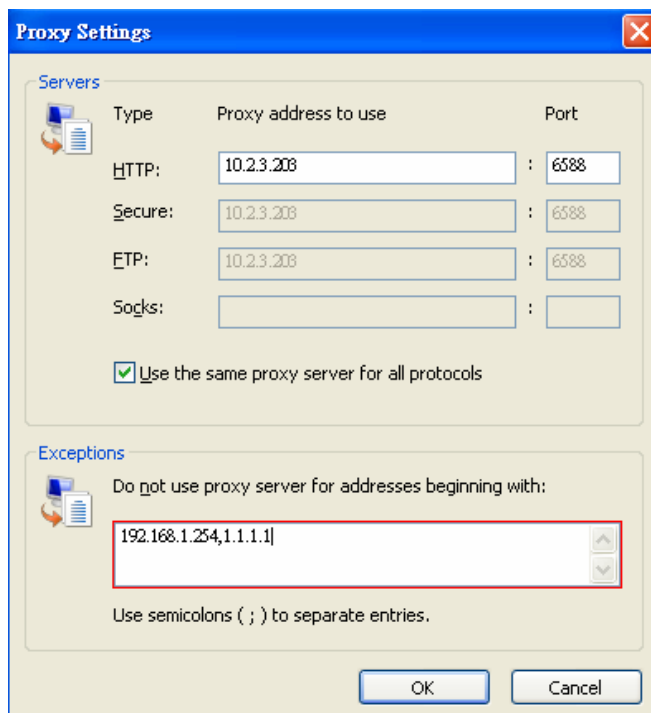 Proxy Settings
Servers
Type Proxy address to use Port
HTTP: 10.2.3.203 : 6588
Secure: 10.2.3.203 : 6588
FTP: 10.2.3.203 : 6588
Socks: :
Use the same proxy server for all protocols
Exceptions
Do not use proxy server for addresses beginning with:
192.168.1.254,1.1.1.1
Use semicolons ( ; ) to separate entries.
OK Cancel